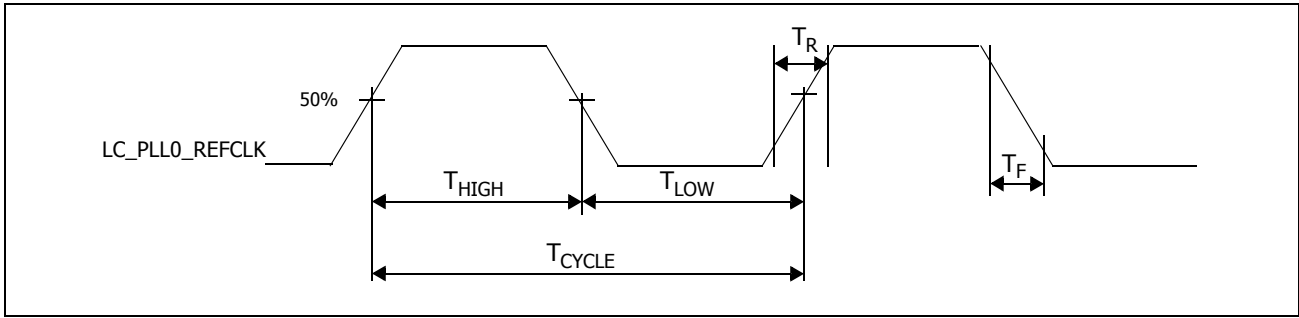 T_R
50%
LC_PLL0_REFCLK
T_HIGH
T_LOW
T_F
T_CYCLE